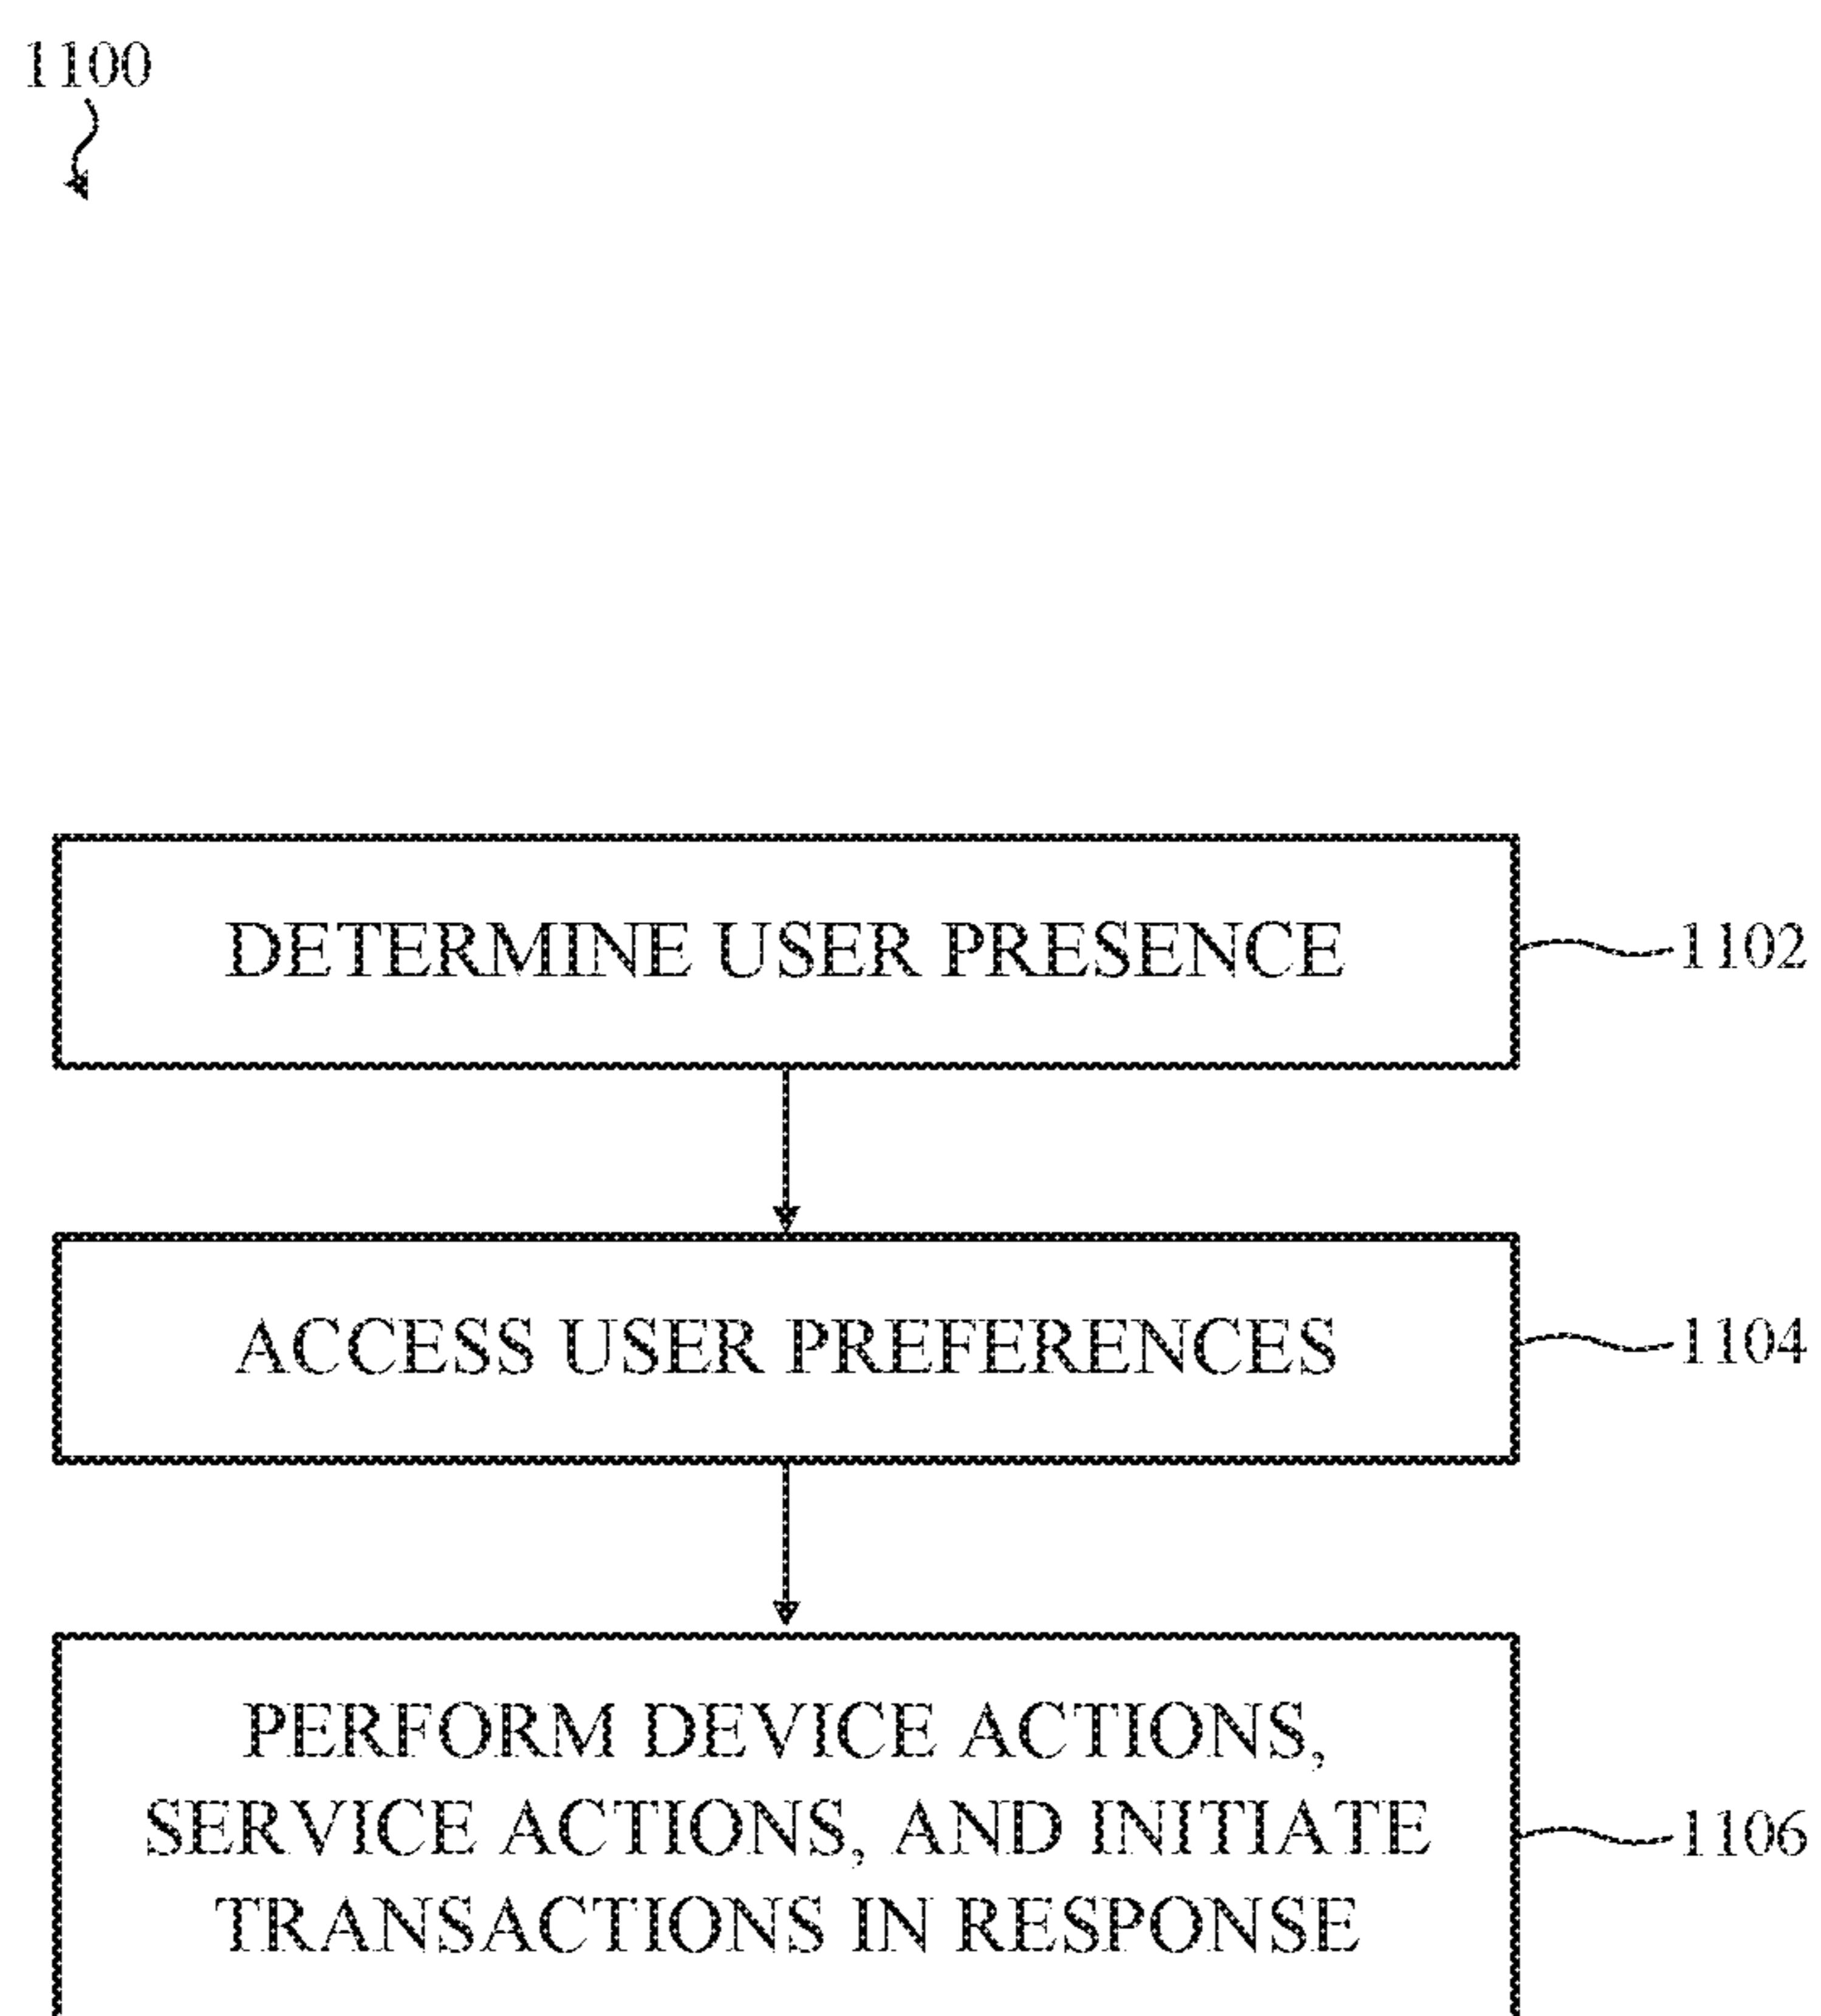 1100
DETERMINE USER PRESENCE
1102
ACCESS USER PREFERENCES
1104
PERFORM DEVICE ACTIONS,
SERVICE ACTIONS, AND INITIATE
TRANSACTIONS IN RESPONSE
1106